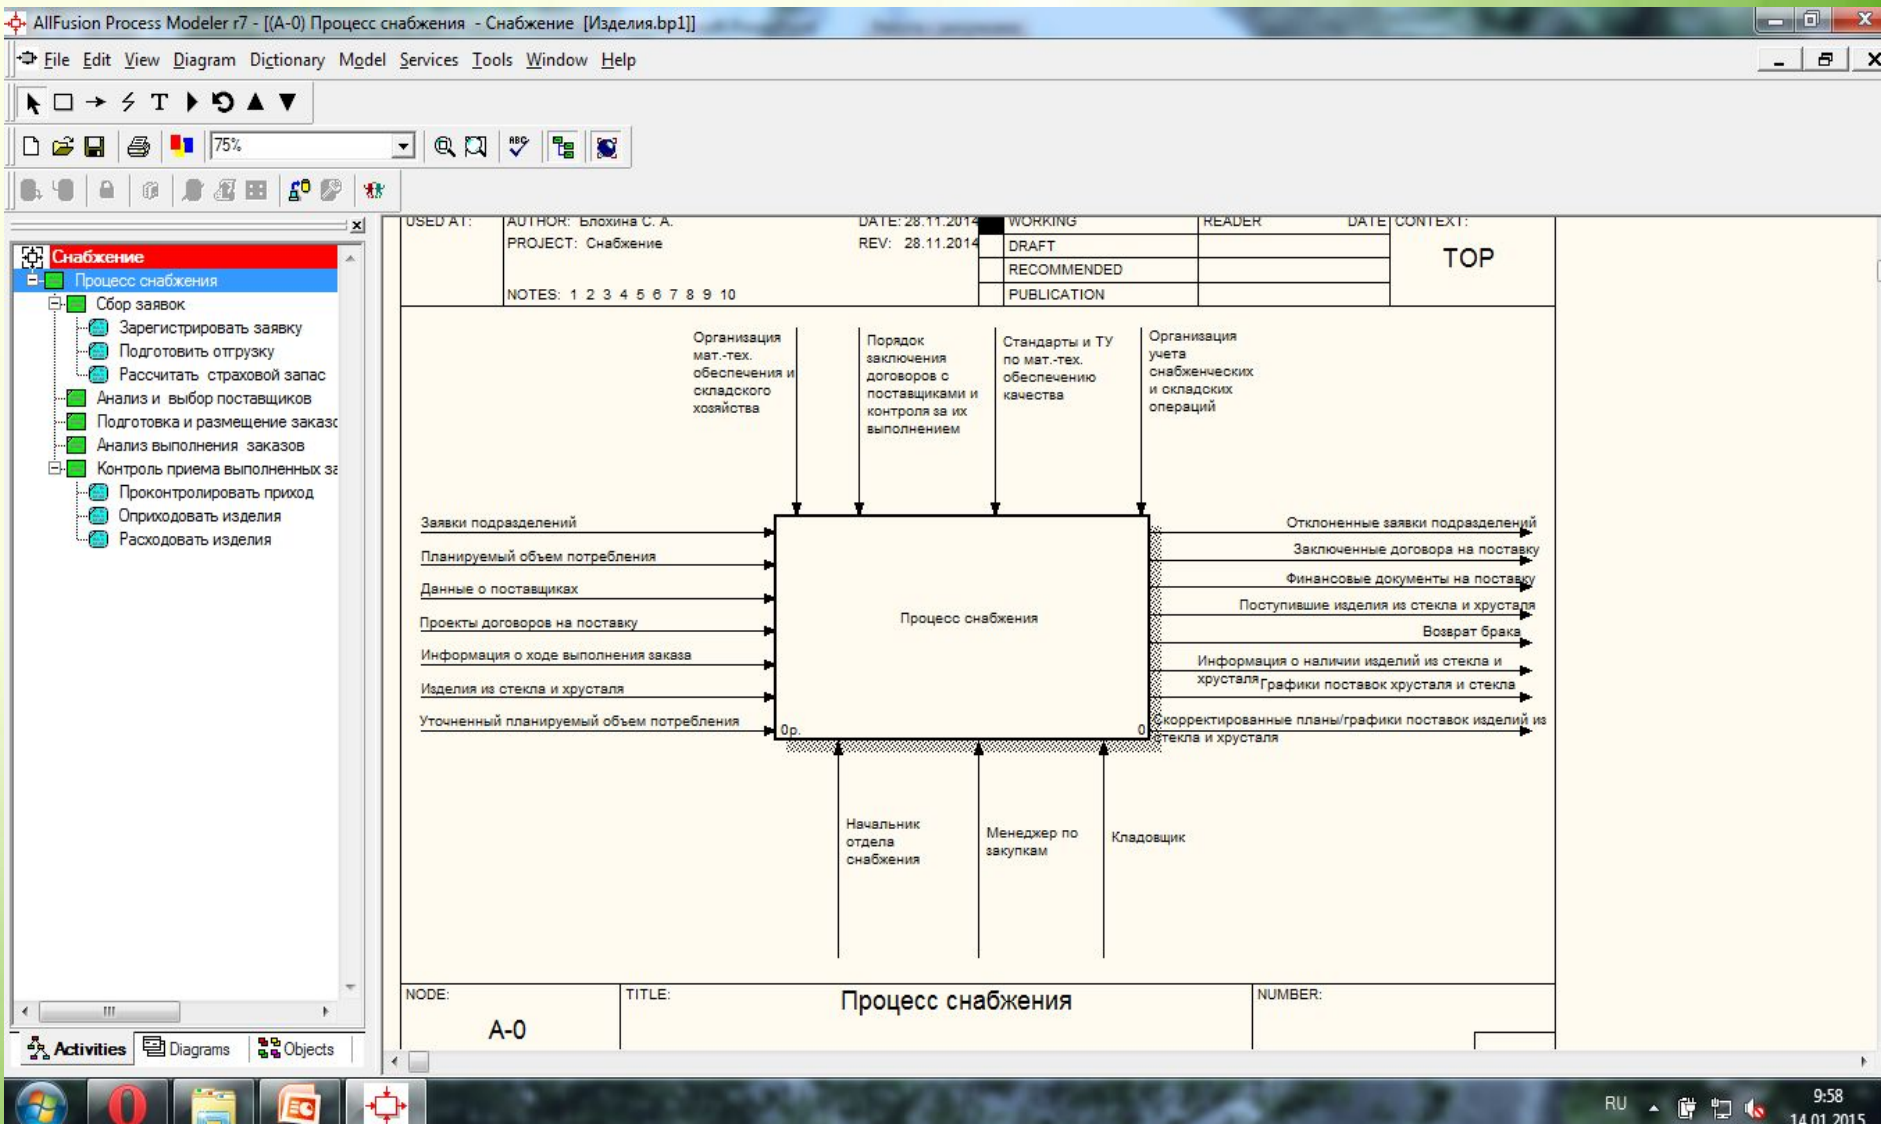 AllFusion Process Modeler r7 - [(A-0) Процесс снабжения - Снабжение [Изделия.bp1]]
File Edit View Diagram Dictionary Model Services Tools Window Help
75%
Снабжение
Процесс снабжения
Сбор заявок
Зарегистрировать заявку
Подготовить отгрузку
Рассчитать страховой запас
Анализ и выбор поставщиков
Подготовка и размещение заказо
Анализ выполнения заказов
Контроль приема выполненных за
Проконтролировать приход
Оприходовать изделия
Расходовать изделия
Activities Diagrams Objects
USED AT: AUTHOR: Блохина С. А. DATE: 28.11.2014 WORKING READER DATE CONTEXT:
PROJECT: Снабжение REV: 28.11.2014 DRAFT
TOP
RECOMMENDED
NOTES: 1 2 3 4 5 6 7 8 9 10 PUBLICATION
Организация
мат.-тех.
обеспечения и
складского
хозяйства
Порядок
заключения
договоров с
поставщиками и
контроля за их
выполнением
Стандарты и ТУ
по мат.-тех.
обеспечению
качества
Организация
учета
снабженческих
и складских
операций
Заявки подразделений
Планируемый объем потребления
Данные о поставщиках
Проекты договоров на поставку
Информация о ходе выполнения заказа
Изделия из стекла и хрусталя
Уточненный планируемый объем потребления
Процесс снабжения
0р. 0
Отклоненные заявки подразделений
Заключенные договора на поставку
Финансовые документы на поставку
Поступившие изделия из стекла и хрусталя
Возврат брака
Информация о наличии изделий из стекла и
хрусталя
Графики поставок хрусталя и стекла
Скорректированные планы/графики поставок изделий из
стекла и хрусталя
Начальник
отдела
снабжения
Менеджер по
закупкам
Кладовщик
NODE: TITLE: NUMBER:
A-0 Процесс снабжения
RU
9:58
14.01.2015